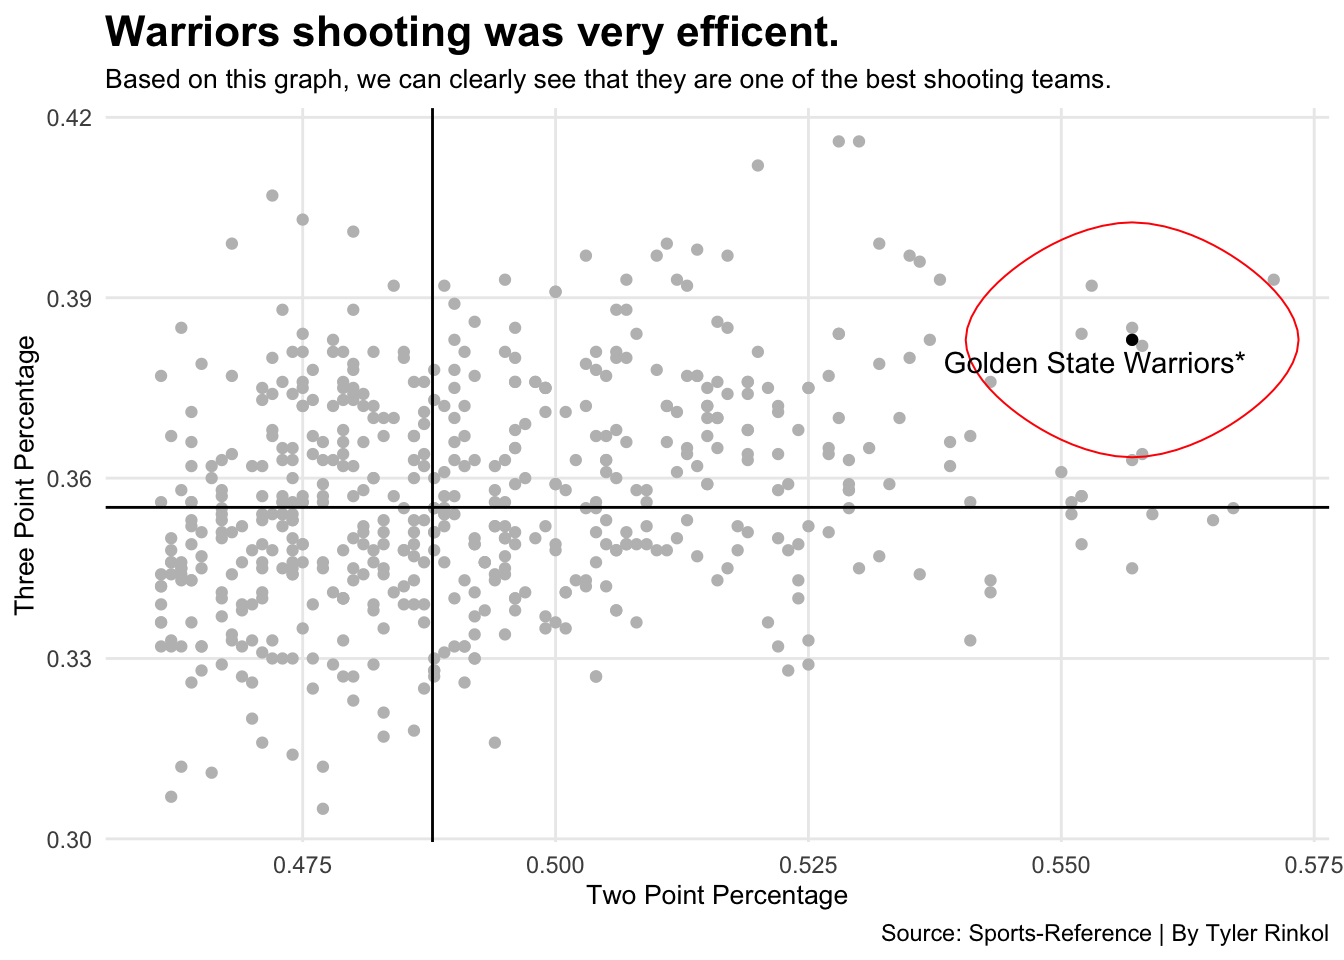 Warriors shooting was very efficent.
Based on this graph, we can clearly see that they are one of the best shooting teams.
0.42
0.39
0.36
0.33
0.30
Three Point Percentage
Golden State Warriors*
0.475 0.500 0.525 0.550 0.575
Two Point Percentage
Source: Sports-Reference | By Tyler Rinkol